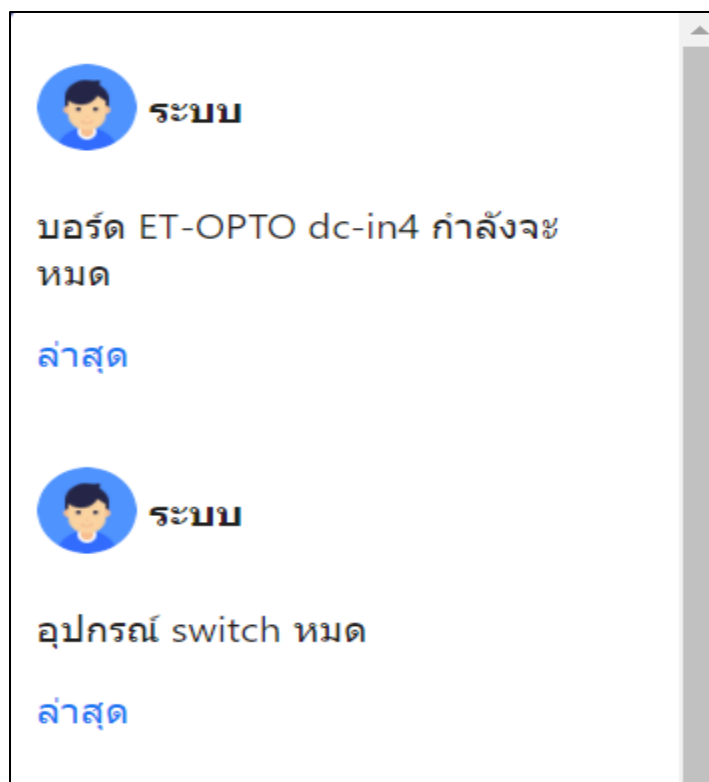 ระบบ
บอร์ด ET-OPTO dc-in4 กำลังจะ
หมด
ล่าสุด
ระบบ
อุปกรณ์ switch หมด
ล่าสุด